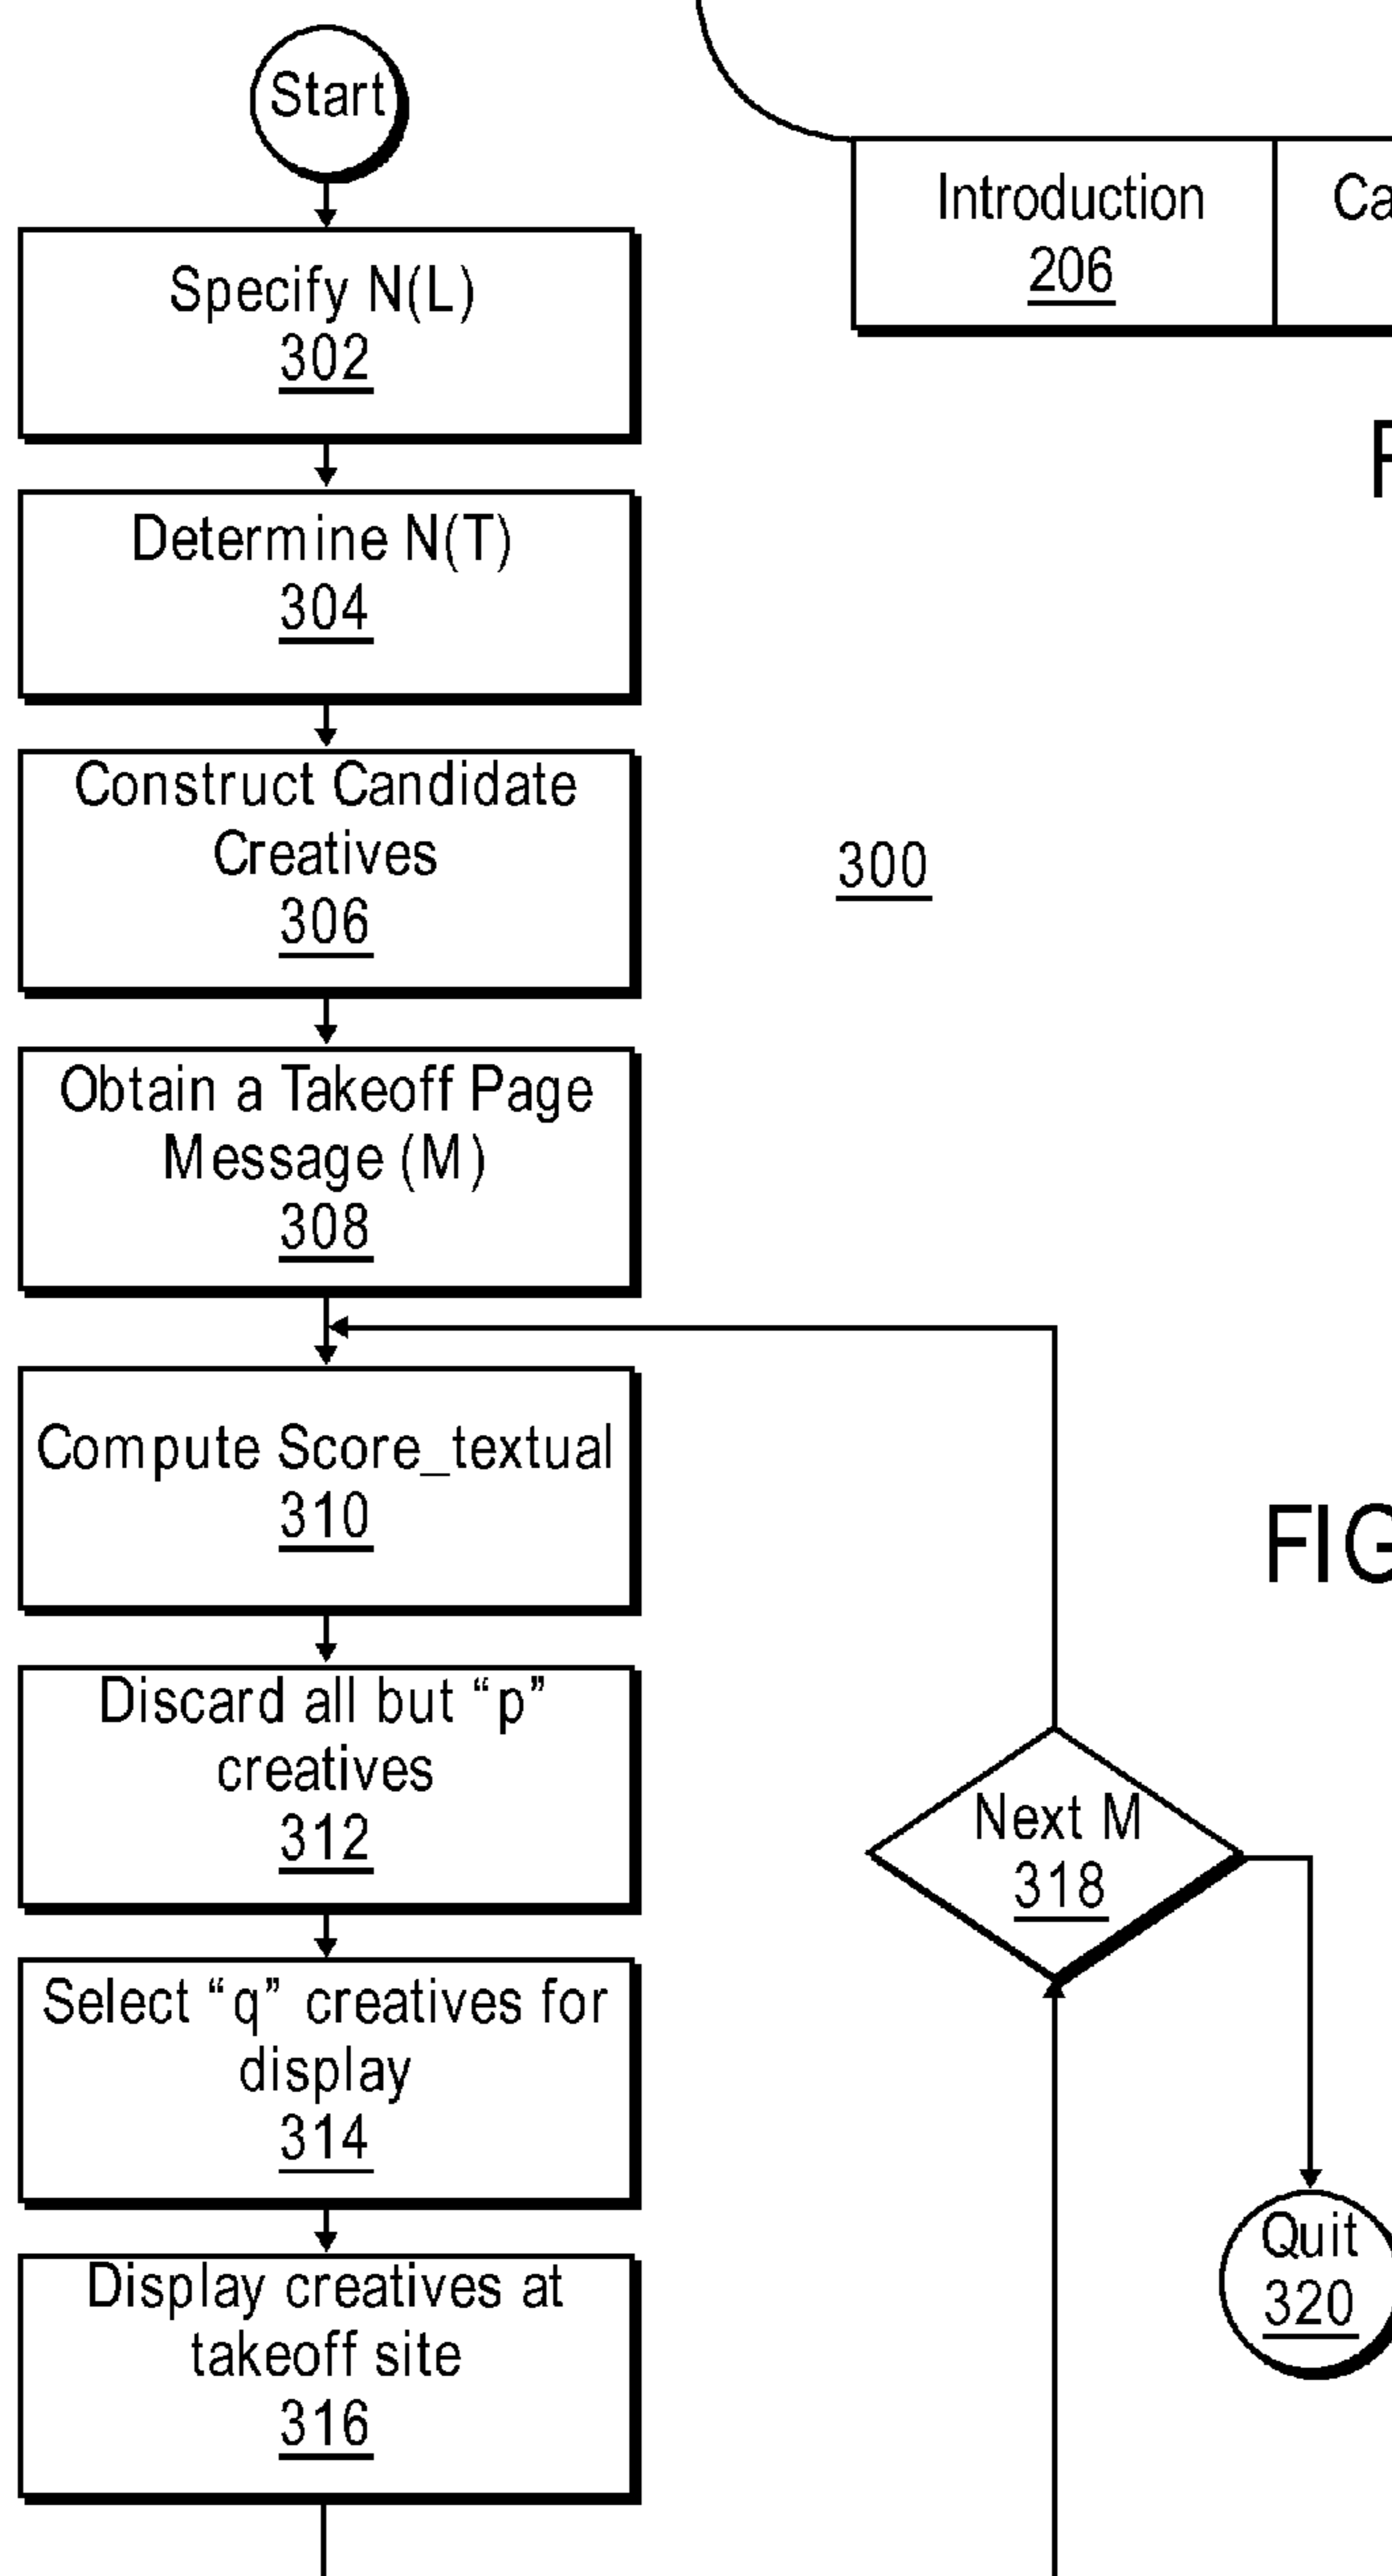 Start
Introduction
206
Specify N(L)
302
Determine N(T)
304
Construct Candidate
Creatives
306
300
Obtain a Takeoff Page
Message (M)
308
Compute Score_textual
310
Discard all but “p”
creatives
312
Next M
318
Select “q” creatives for
display
314
Quit
320
Display creatives at
takeoff site
316